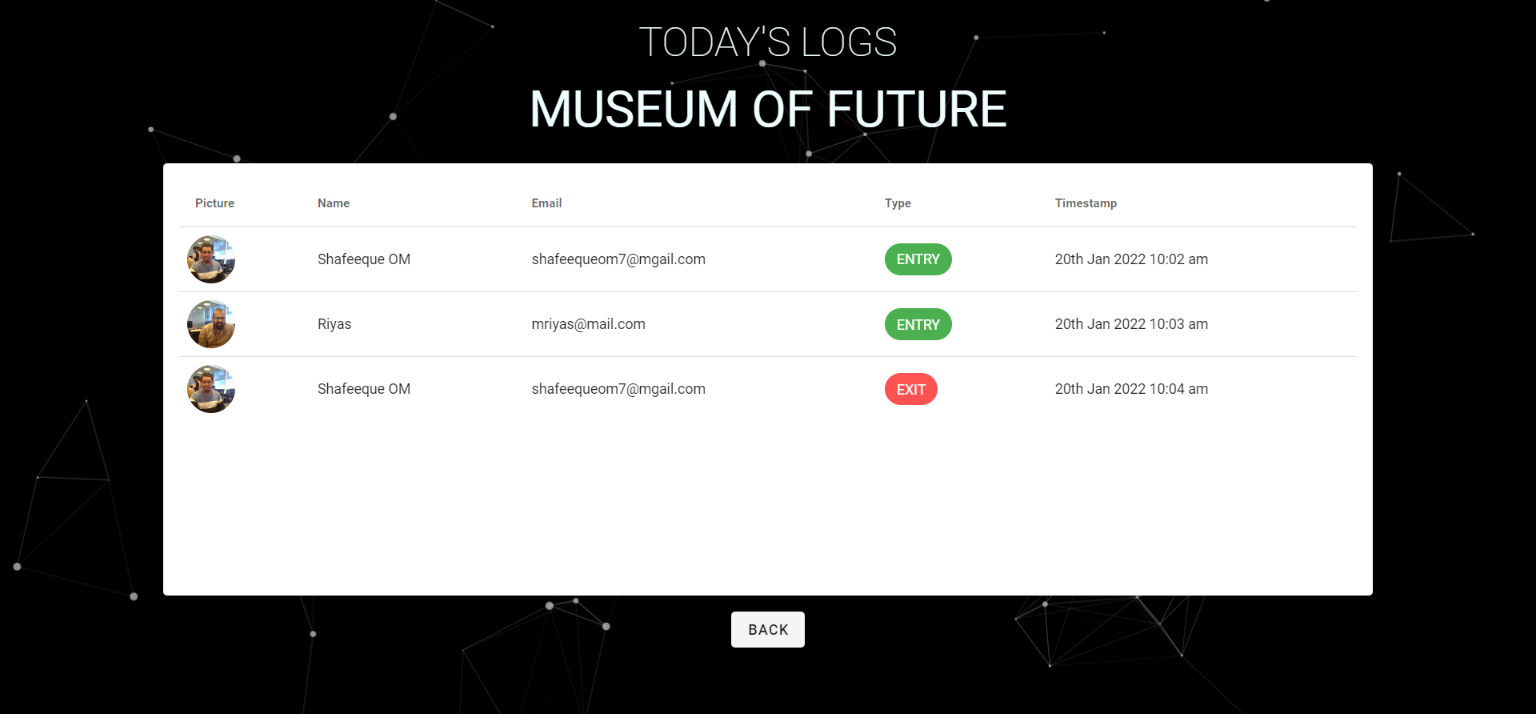 TODAY'S LOGS
MUSEUM OF FUTURE
Picture Name Email Type Timestamp
Shafeeque OM shafeequeom7@mgail.com ENTRY 20th Jan 2022 10:02 am
Riyas mriyas@mail.com ENTRY 20th Jan 2022 10:03 am
Shafeeque OM shafeequeom7@mgail.com EXIT 20th Jan 2022 10:04 am
BACK